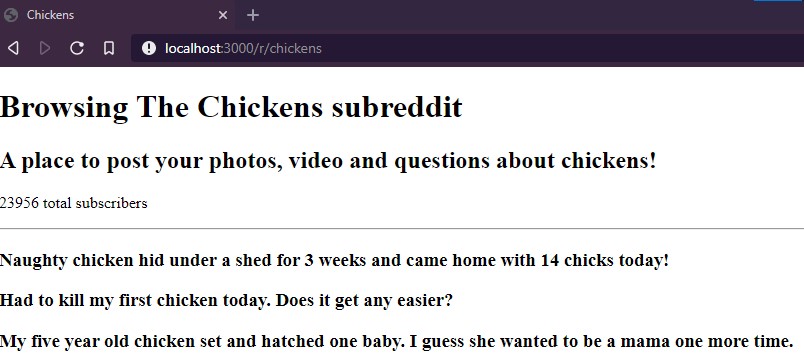 Chickens
localhost:3000/r/chickens
Browsing The Chickens subreddit
A place to post your photos, video and questions about chickens!
23956 total subscribers
Naughty chicken hid under a shed for 3 weeks and came home with 14 chicks today!
Had to kill my first chicken today. Does it get any easier?
My five year old chicken set and hatched one baby. I guess she wanted to be a mama one more time.